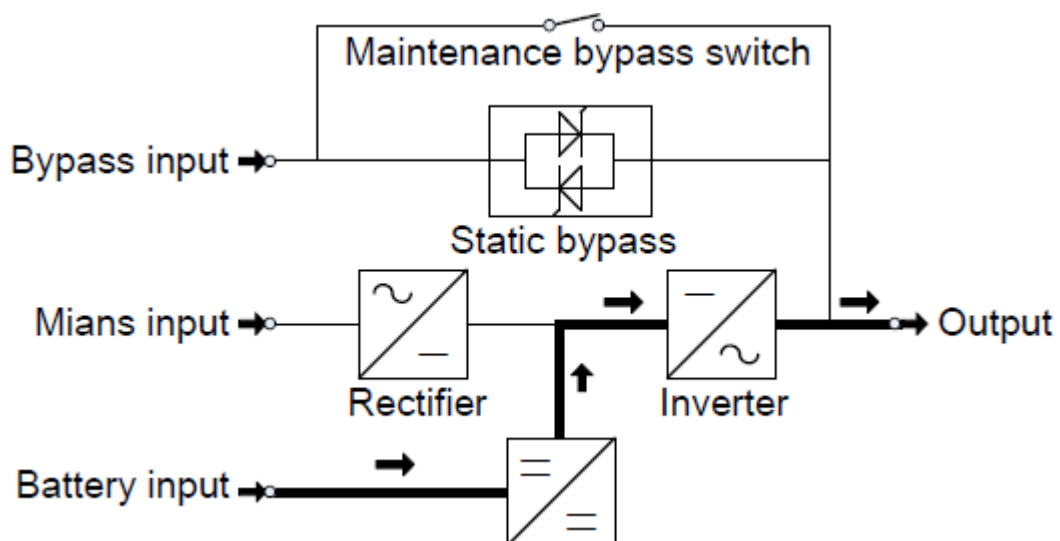 Maintenance bypass switch
Bypass input
Static bypass
Mians input
Output
Rectifier
Inverter
Battery input